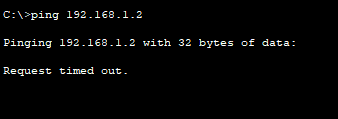 C:\>ping 192.168.1.2
Pinging 192.168.1.2 with 32 bytes of data:
Request timed out.